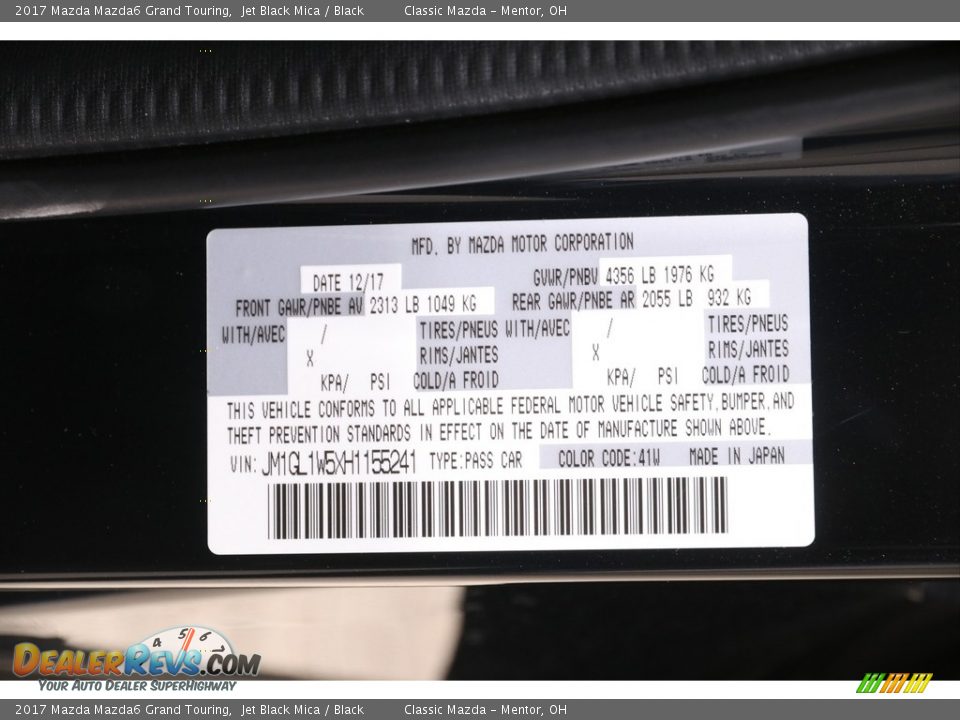 2017 Mazda Mazda6 Grand Touring, Jet Black Mica / Black Classic Mazda - Mentor, OH
MFD. BY MAZDA MOTOR CORPORATION
DATE 12/17 GVWR/PNBV 4356 LB 1976 KG
FRONT GAWR/PNBE AV 2313 LB 1049 KG REAR GAWR/PNBE AR 2055 LB 932 KG
WITH/AVEC / TIRES/PNEUS WITH/AVEC / TIRES/PNEUS
X RIMS/JANTES X RIMS/JANTES
KPA/ PSI COLD/A FROID KPA/ PSI COLD/A FROID
THIS VEHICLE CONFORMS TO ALL APPLICABLE FEDERAL MOTOR VEHICLE SAFETY, BUMPER, AND
THEFT PREVENTION STANDARDS IN EFFECT ON THE DATE OF MANUFACTURE SHOWN ABOVE.
VIN: JM1GL1W5XH1155241 TYPE:PASS CAR COLOR CODE:41W MADE IN JAPAN
4 5 6 7
DEALERREVS.COM
YOUR AUTO DEALER SUPERHIGHWAY
2017 Mazda Mazda6 Grand Touring, Jet Black Mica / Black Classic Mazda - Mentor, OH